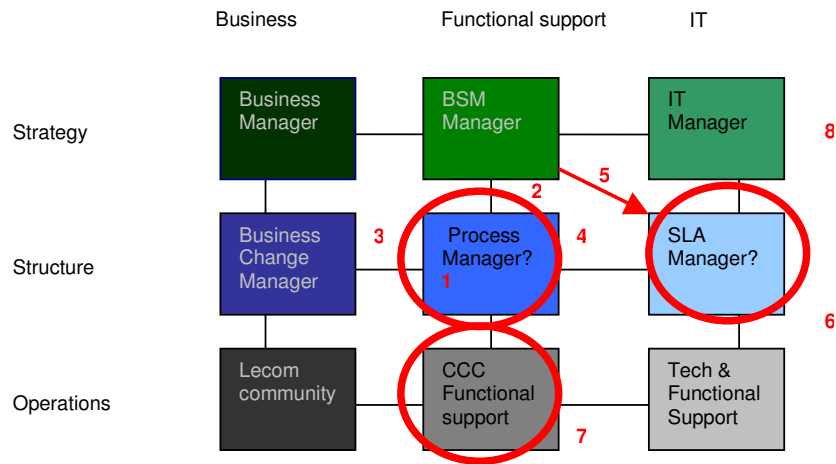 Business Functional support IT
Business
Manager
BSM
Manager
IT
Manager
Strategy
8
5
2
Business
Change
Manager
3
Process
Manager?
1
4
SLA
Manager?
Structure
6
Lecom
community
CCC
Functional
support
Tech &
Functional
Support
Operations
7